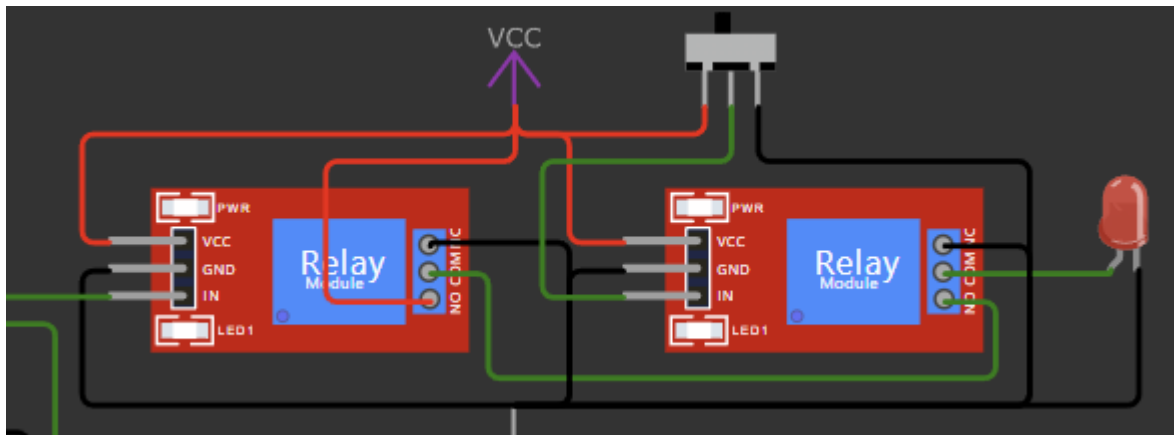 VCC
PWR
VCC
GND
IN
LED1
Relay
Module
NO COM NC
PWR
VCC
GND
IN
LED1
Relay
Module
NO COM NC